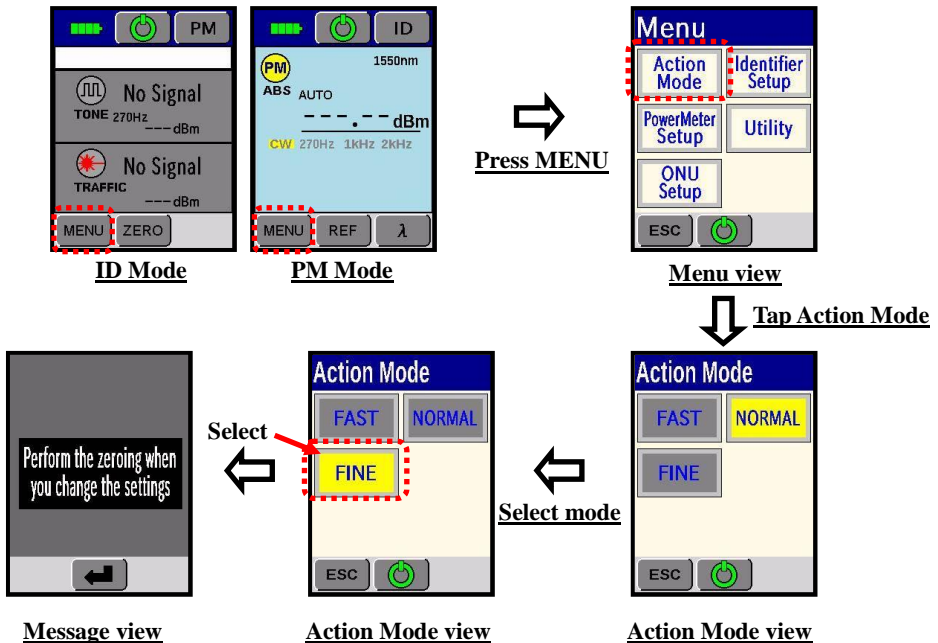 PM
No Signal
TONE 270Hz
---dBm
No Signal
TRAFFIC
---dBm
MENU ZERO
ID Mode
ID
PM
1550nm
ABS AUTO
---.--dBm
CW 270Hz 1kHz 2kHz
MENU REF λ
PM Mode
Press MENU
Menu
Action
Mode
Identifier
Setup
PowerMeter
Setup
Utility
ONU
Setup
ESC
Menu view
Tap Action Mode
Action Mode
FAST NORMAL
FINE
ESC
Action Mode view
Select mode
Action Mode
FAST NORMAL
Select
FINE
ESC
Action Mode view
Perform the zeroing when
you change the settings
Message view